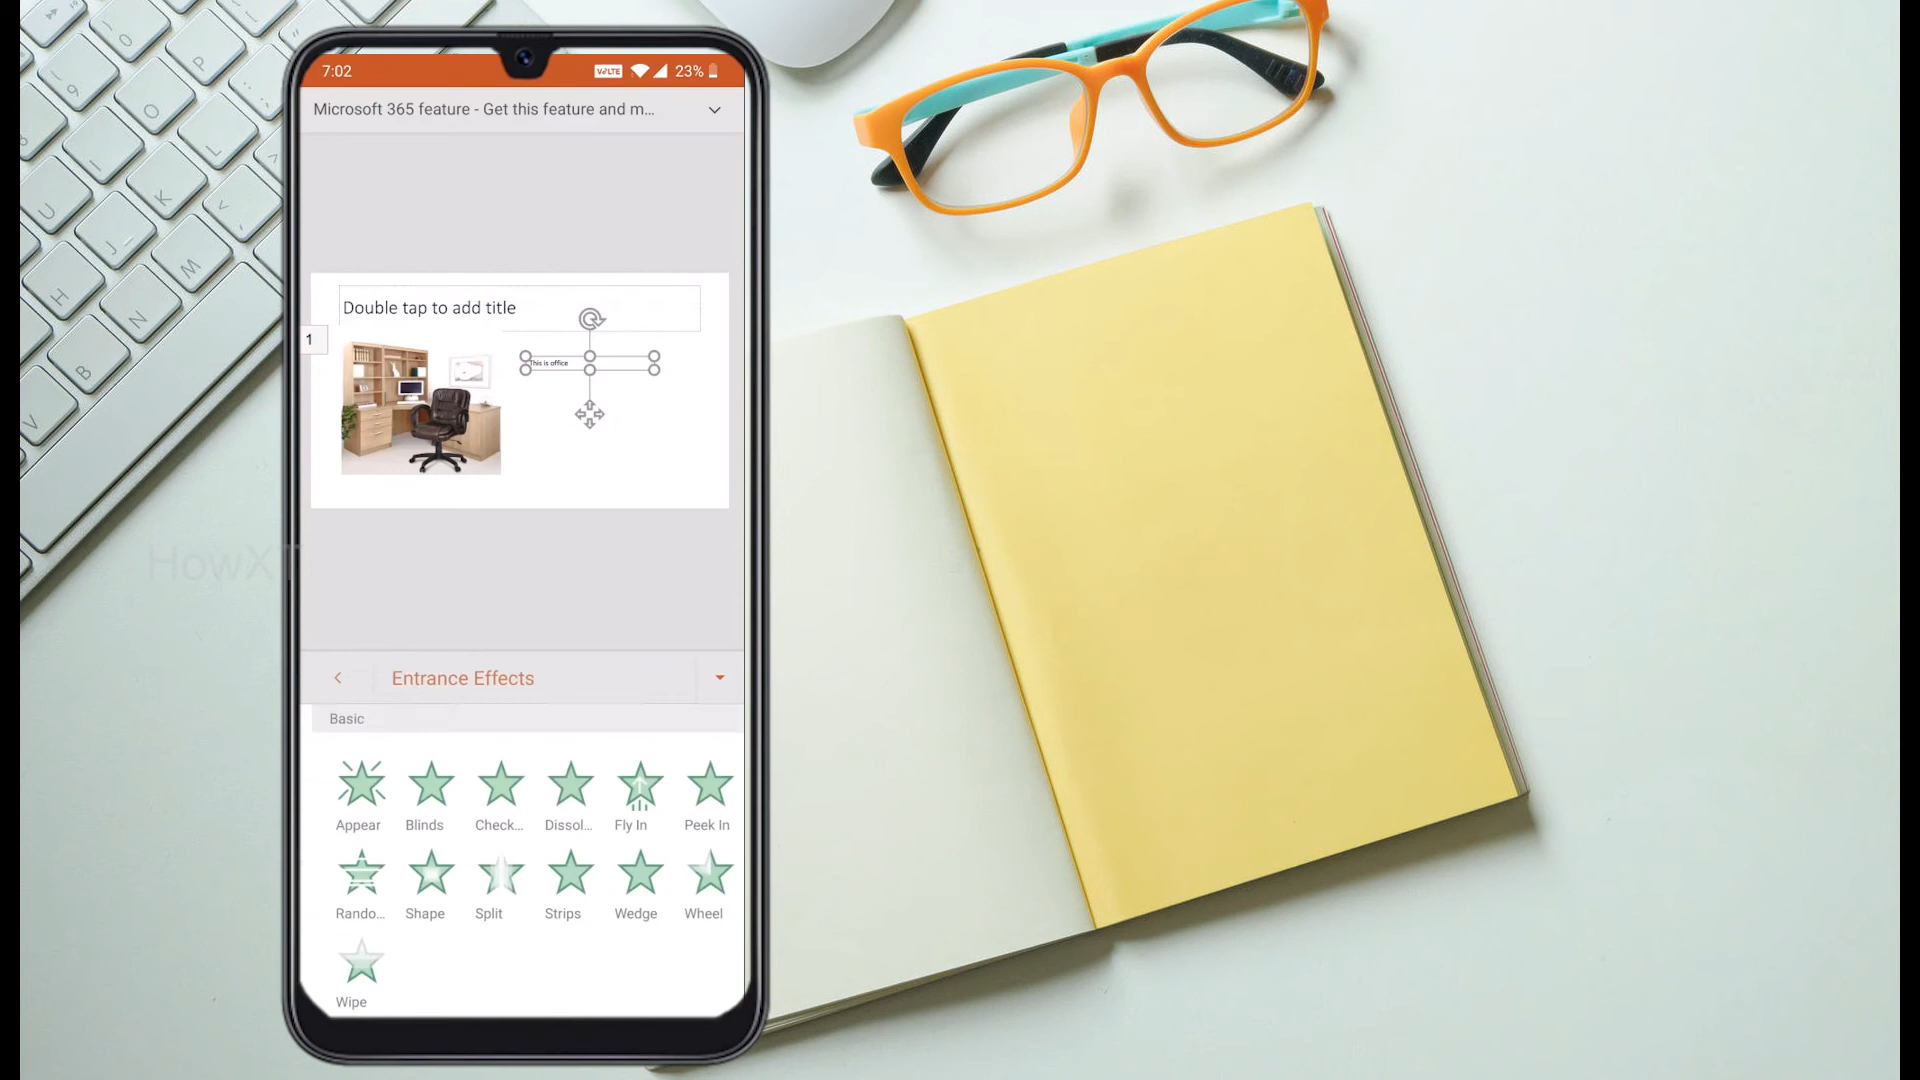 7:02
VoLTE
23%
Microsoft 365 feature - Get this feature and m...
Double tap to add title
1
This is office
HowXT
Entrance Effects
Basic
Appear
Blinds
Check...
Dissol...
Fly In
Peek In
Rando...
Shape
Split
Strips
Wedge
Wheel
Wipe